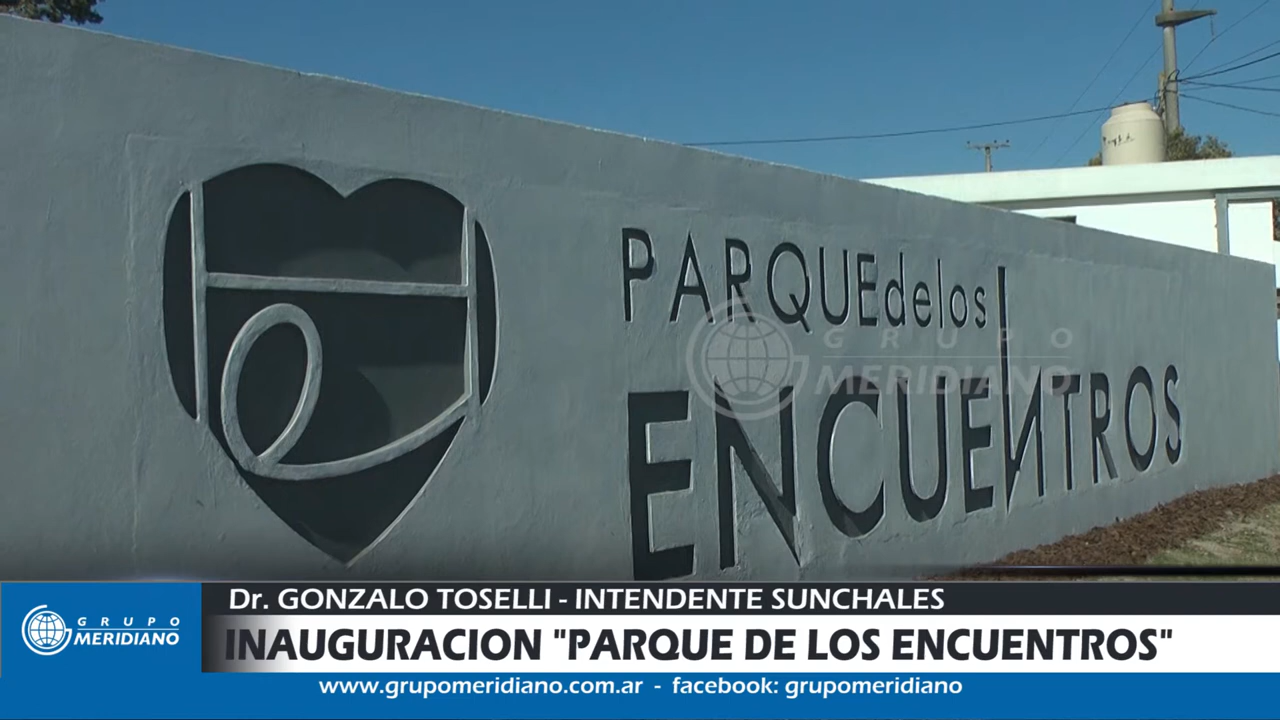 PARQUEdelos
ENCUENTROS
GRUPO
MERIDIANO
Dr. GONZALO TOSELLI - INTENDENTE SUNCHALES
GRUPO
MERIDIANO
INAUGURACION "PARQUE DE LOS ENCUENTROS"
www.grupomeridiano.com.ar - facebook: grupomeridiano